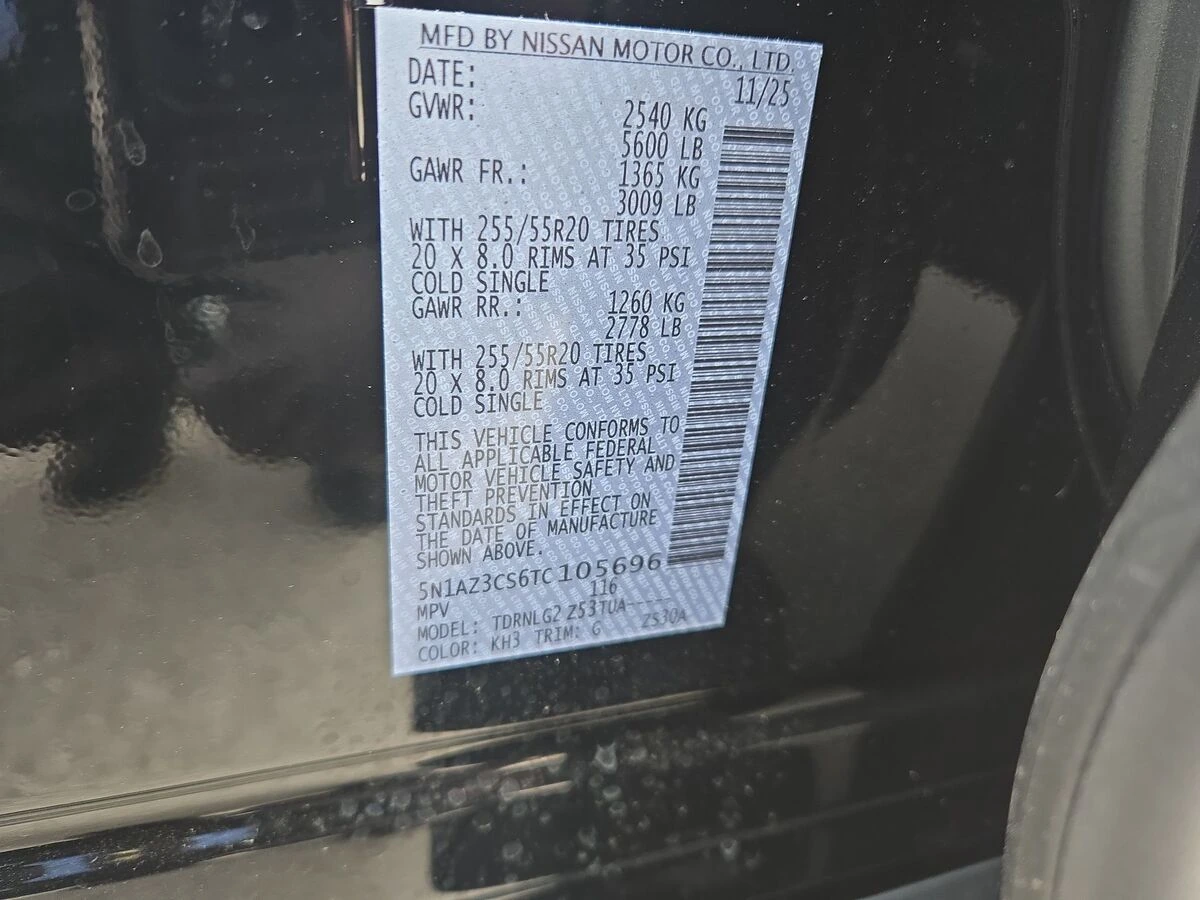 MFD BY NISSAN MOTOR CO., LTD.
DATE: 11/25
GVWR: 2540 KG
5600 LB
GAWR FR.: 1365 KG
3009 LB
WITH 255/55R20 TIRES
20 X 8.0 RIMS AT 35 PSI
COLD SINGLE
GAWR RR.: 1260 KG
2778 LB
WITH 255/55R20 TIRES
20 X 8.0 RIMS AT 35 PSI
COLD SINGLE
THIS VEHICLE CONFORMS TO
ALL APPLICABLE FEDERAL
MOTOR VEHICLE SAFETY AND
THEFT PREVENTION
STANDARDS IN EFFECT ON
THE DATE OF MANUFACTURE
SHOWN ABOVE.
5N1AZ3CS6TC105696
MPV 116
MODEL: TDRNLG2 Z53TUA-----
COLOR: KH3 TRIM: G Z530A